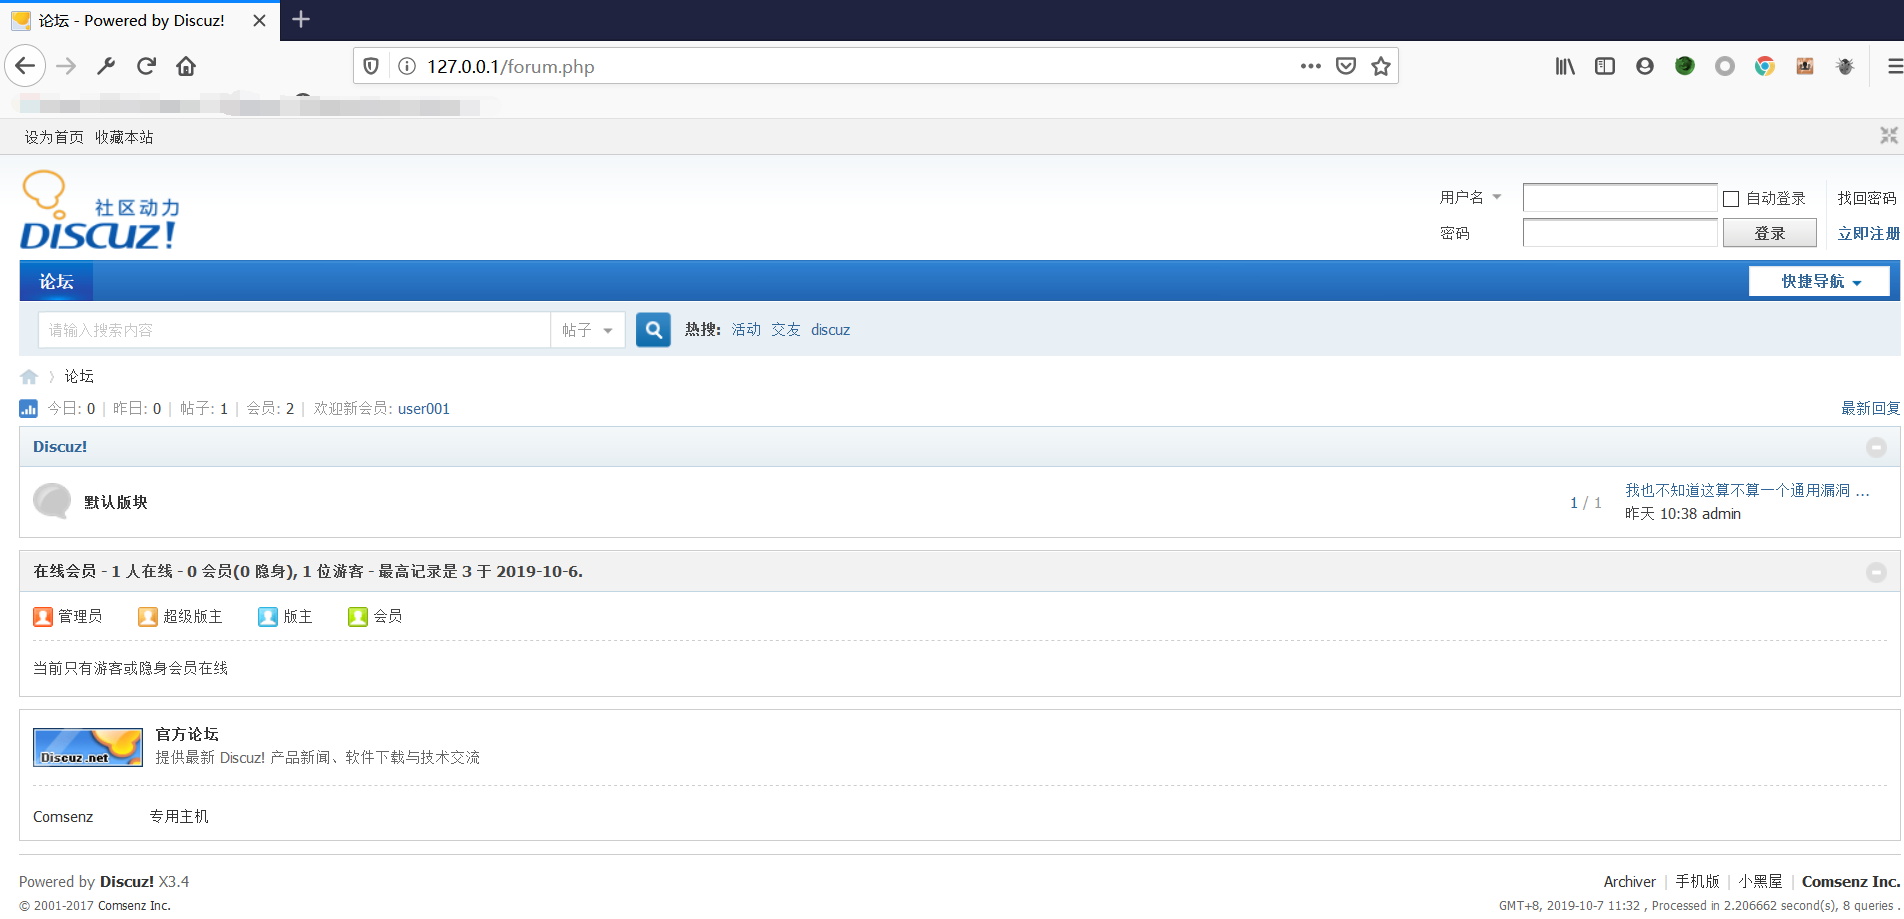 论坛 - Powered by Discuz!
127.0.0.1/forum.php
设为首页 收藏本站
社区动力
DISCUZ!
用户名 自动登录 找回密码
密码 登录 立即注册
论坛 快捷导航
请输入搜索内容 帖子 热搜: 活动 交友 discuz
论坛
今日: 0 | 昨日: 0 | 帖子: 1 | 会员: 2 | 欢迎新会员: user001 最新回复
Discuz!
默认版块 1 / 1 我也不知道这算不算一个通用漏洞 ...
昨天 10:38 admin
在线会员 - 1 人在线 - 0 会员(0 隐身), 1 位游客 - 最高记录是 3 于 2019-10-6.
管理员 超级版主 版主 会员
当前只有游客或隐身会员在线
Discuz.net
官方论坛
提供最新 Discuz! 产品新闻、软件下载与技术交流
Comsenz 专用主机
Powered by Discuz! X3.4 Archiver | 手机版 | 小黑屋 | Comsenz Inc.
© 2001-2017 Comsenz Inc. GMT+8, 2019-10-7 11:32 , Processed in 2.206662 second(s), 8 queries .